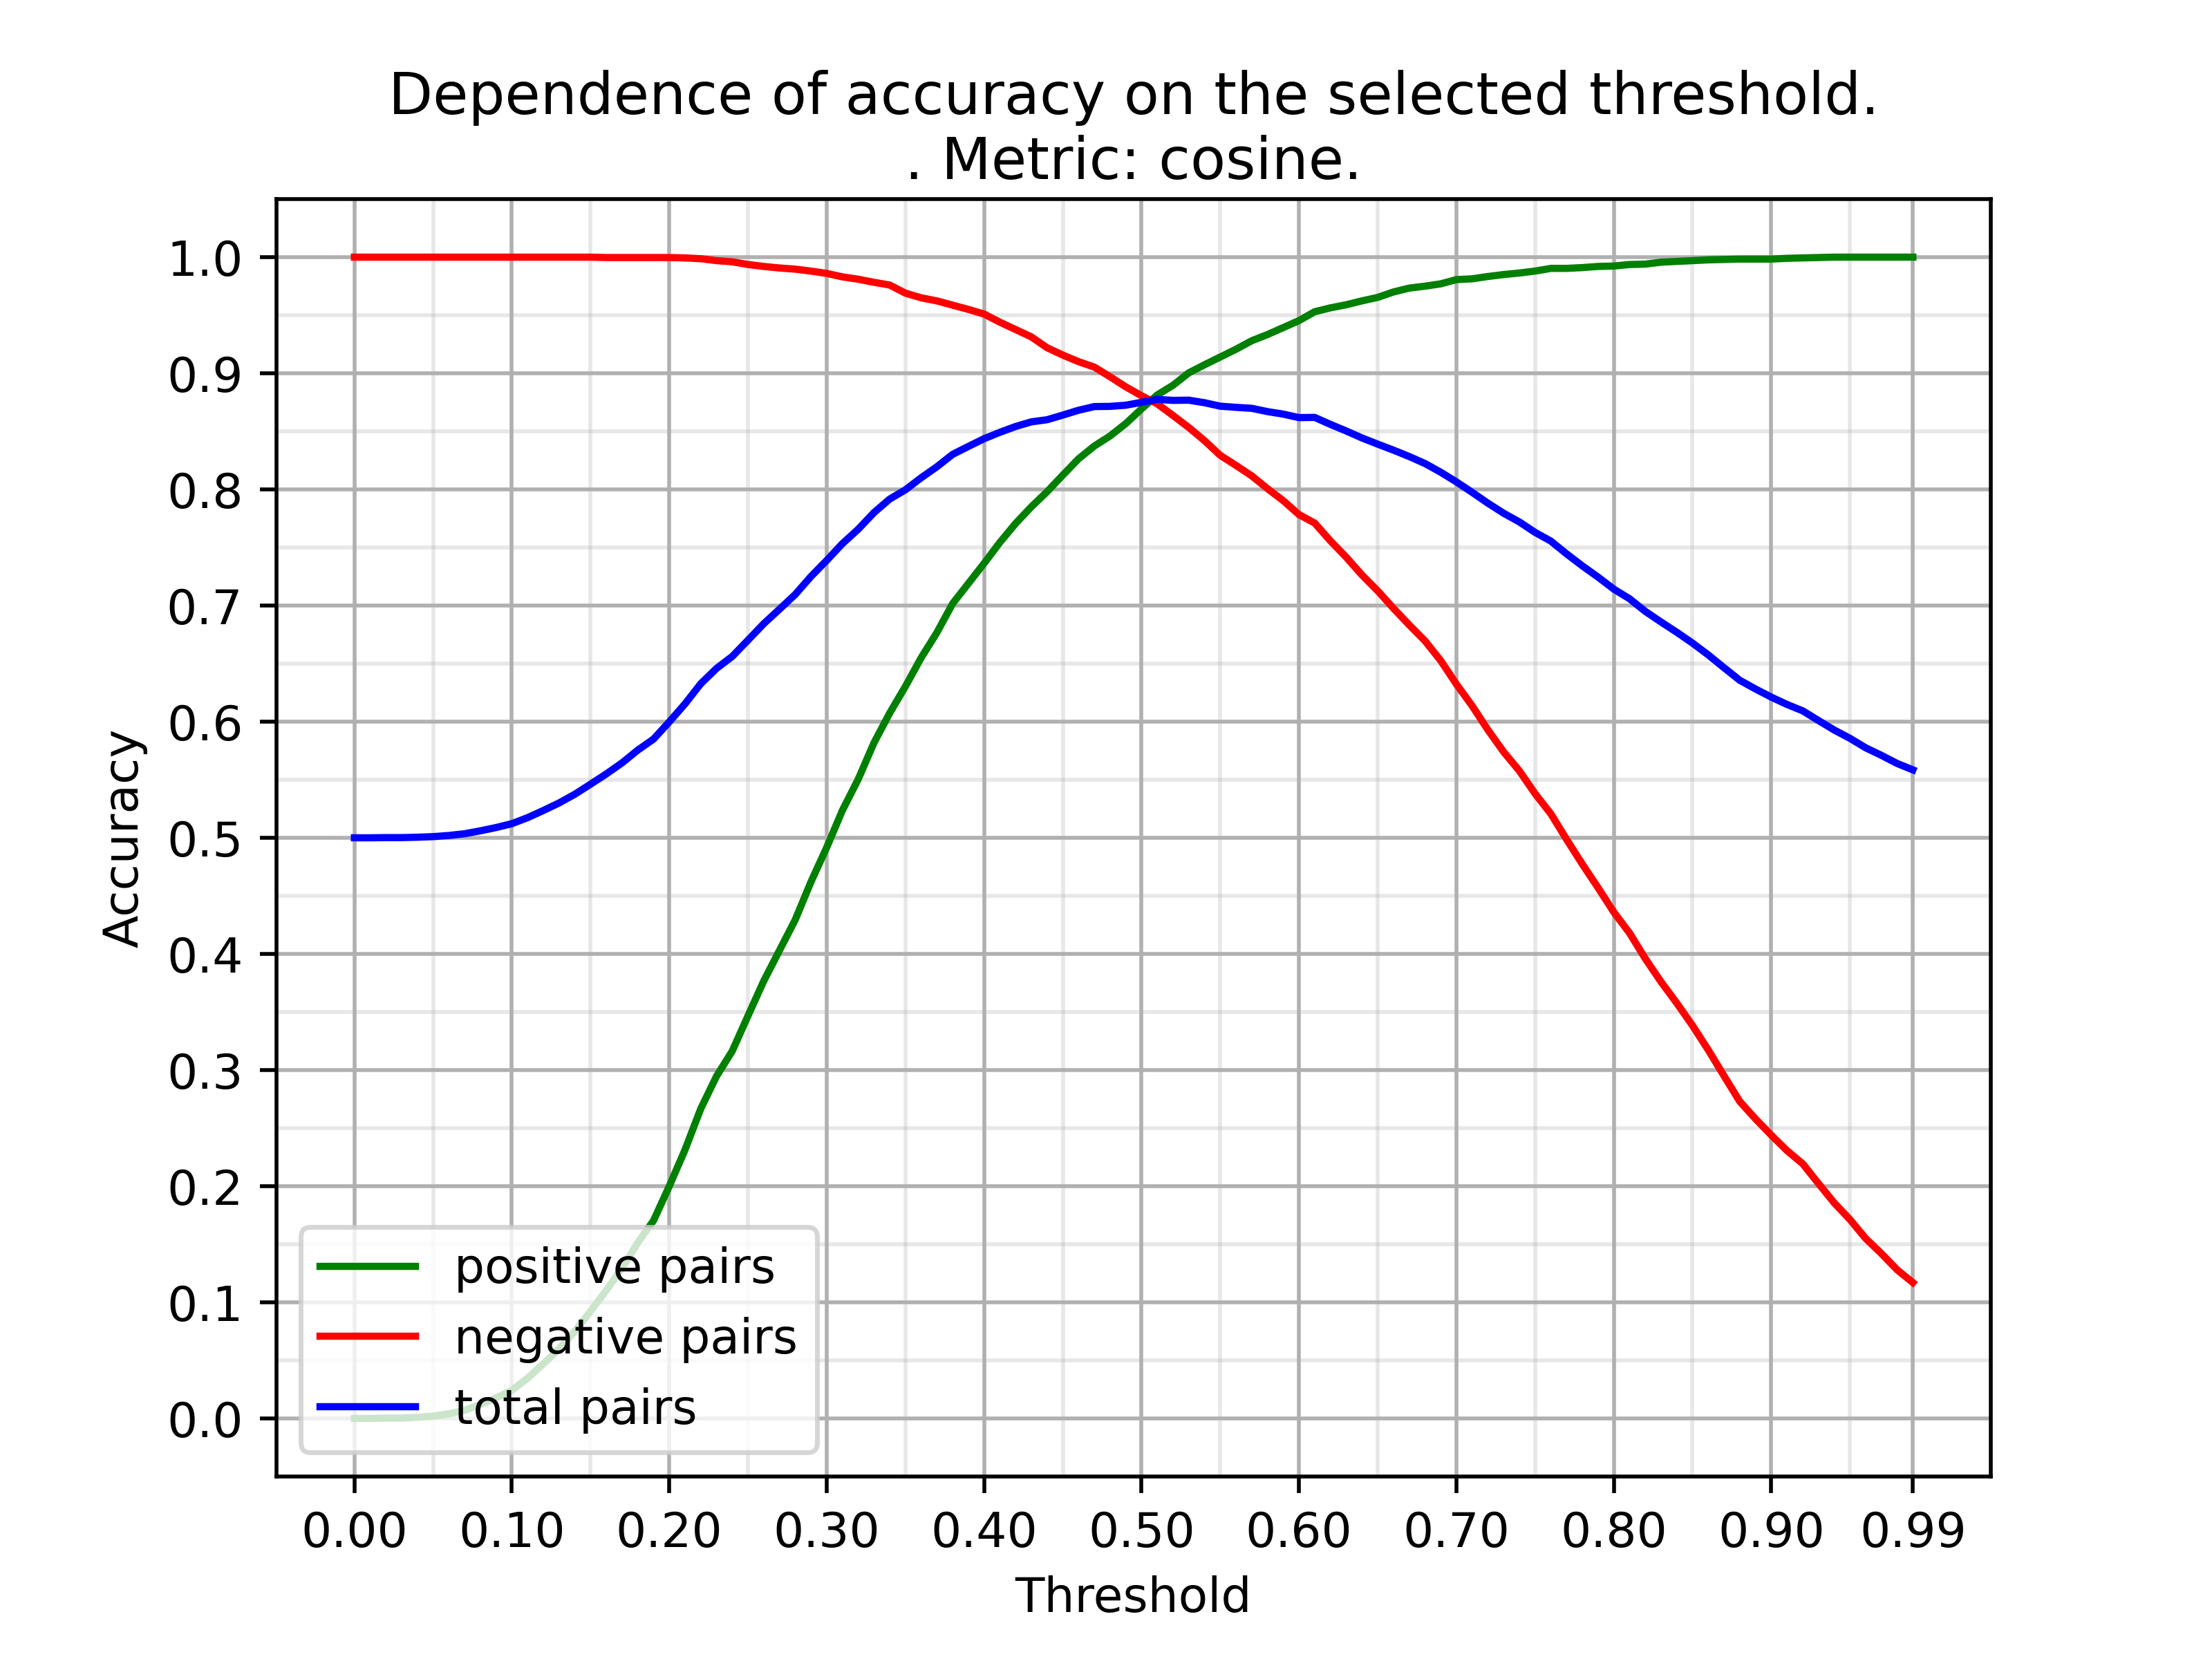 Dependence of accuracy on the selected threshold.
. Metric: cosine.
1.0
0.9
0.8
0.7
0.6
0.5
0.4
0.3
0.2
0.1
0.0
Accuracy
positive pairs
negative pairs
total pairs
0.00 0.10 0.20 0.30 0.40 0.50 0.60 0.70 0.80 0.90 0.99
Threshold